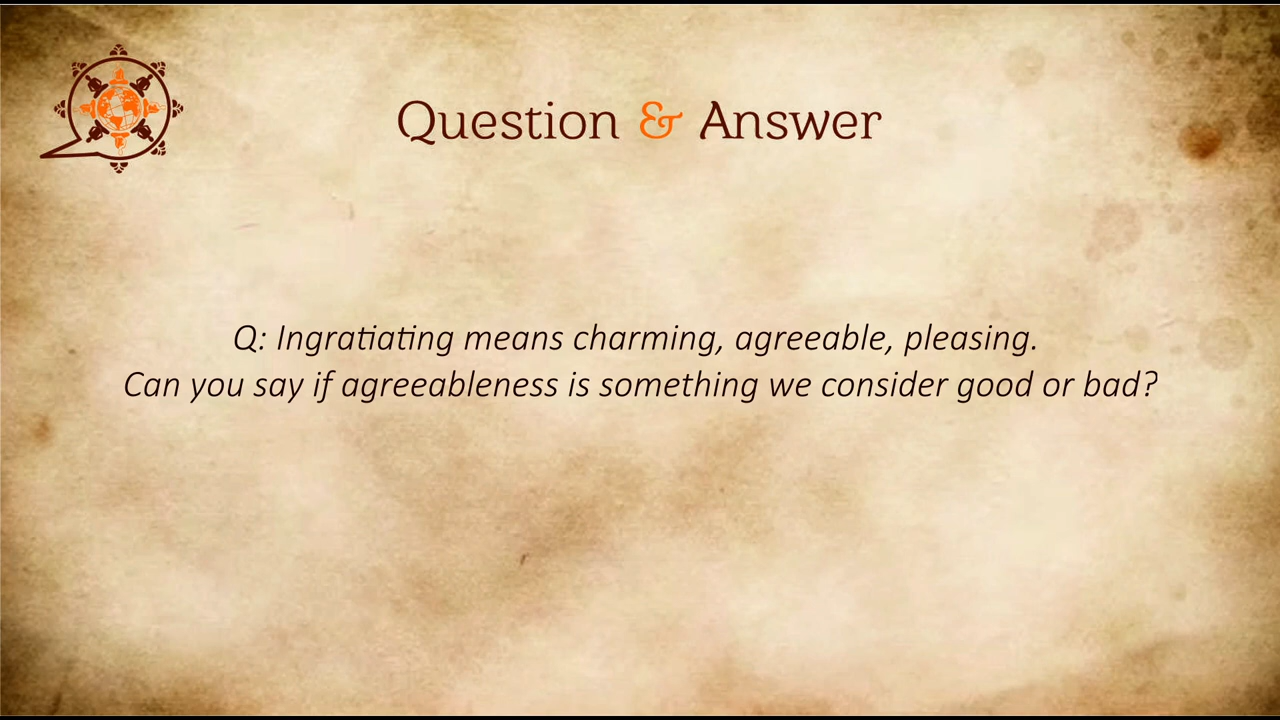 Question & Answer
Q: Ingratiating means charming, agreeable, pleasing.
Can you say if agreeableness is something we consider good or bad?